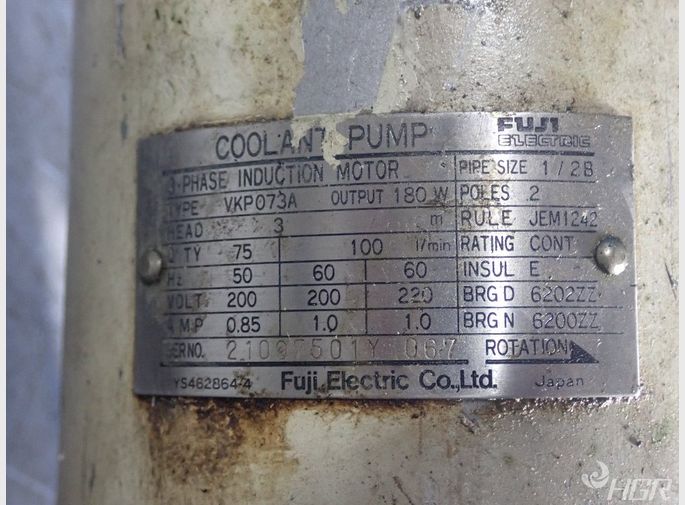 COOLANT PUMP FUJI ELECTRIC
3-PHASE INDUCTION MOTOR PIPE SIZE 1/2B
TYPE VKP073A OUTPUT 180 W POLES 2
HEAD 3 m RULE JEM1242
Q'TY 75 100 l/min RATING CONT
Hz 50 60 60 INSUL E
VOLT 200 200 220 BRG D 6202ZZ
AMP 0.85 1.0 1.0 BRG N 6200ZZ
SER NO. ROTATION
YS462864-4 Fuji Electric Co.,Ltd. Japan
HGR